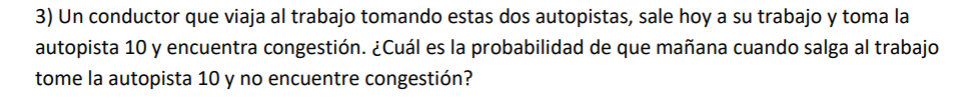 3) Un conductor que viaja al trabajo tomando estas dos autopistas, sale hoy a su trabajo y toma la
autopista 10 y encuentra congestión. ¿Cuál es la probabilidad de que mañana cuando salga al trabajo
tome la autopista 10 y no encuentre congestión?